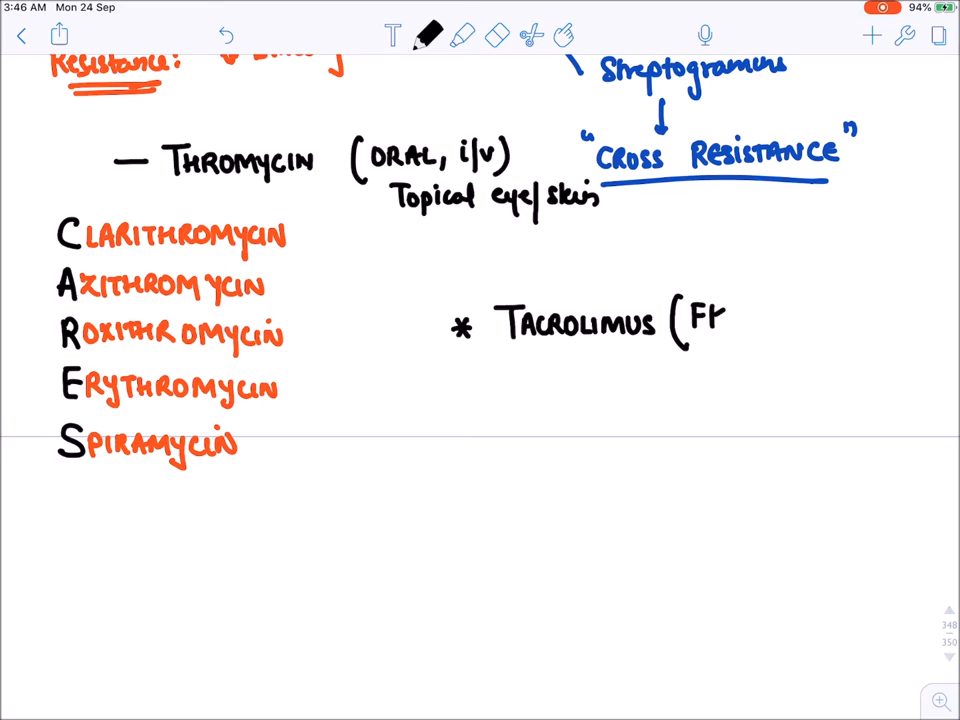 3:46 AM Mon 24 Sep
94%
T
Resistance:
Streptogramins
"CROSS RESISTANCE"
— THROMYCIN (ORAL, i/v)
Topical eye/skin
CLARITHROMYCIN
AZITHROMYCIN
ROXITHROMYCIN
ERYTHROMYCIN
SPIRAMYCIN
* TACROLIMUS (FK
348
350